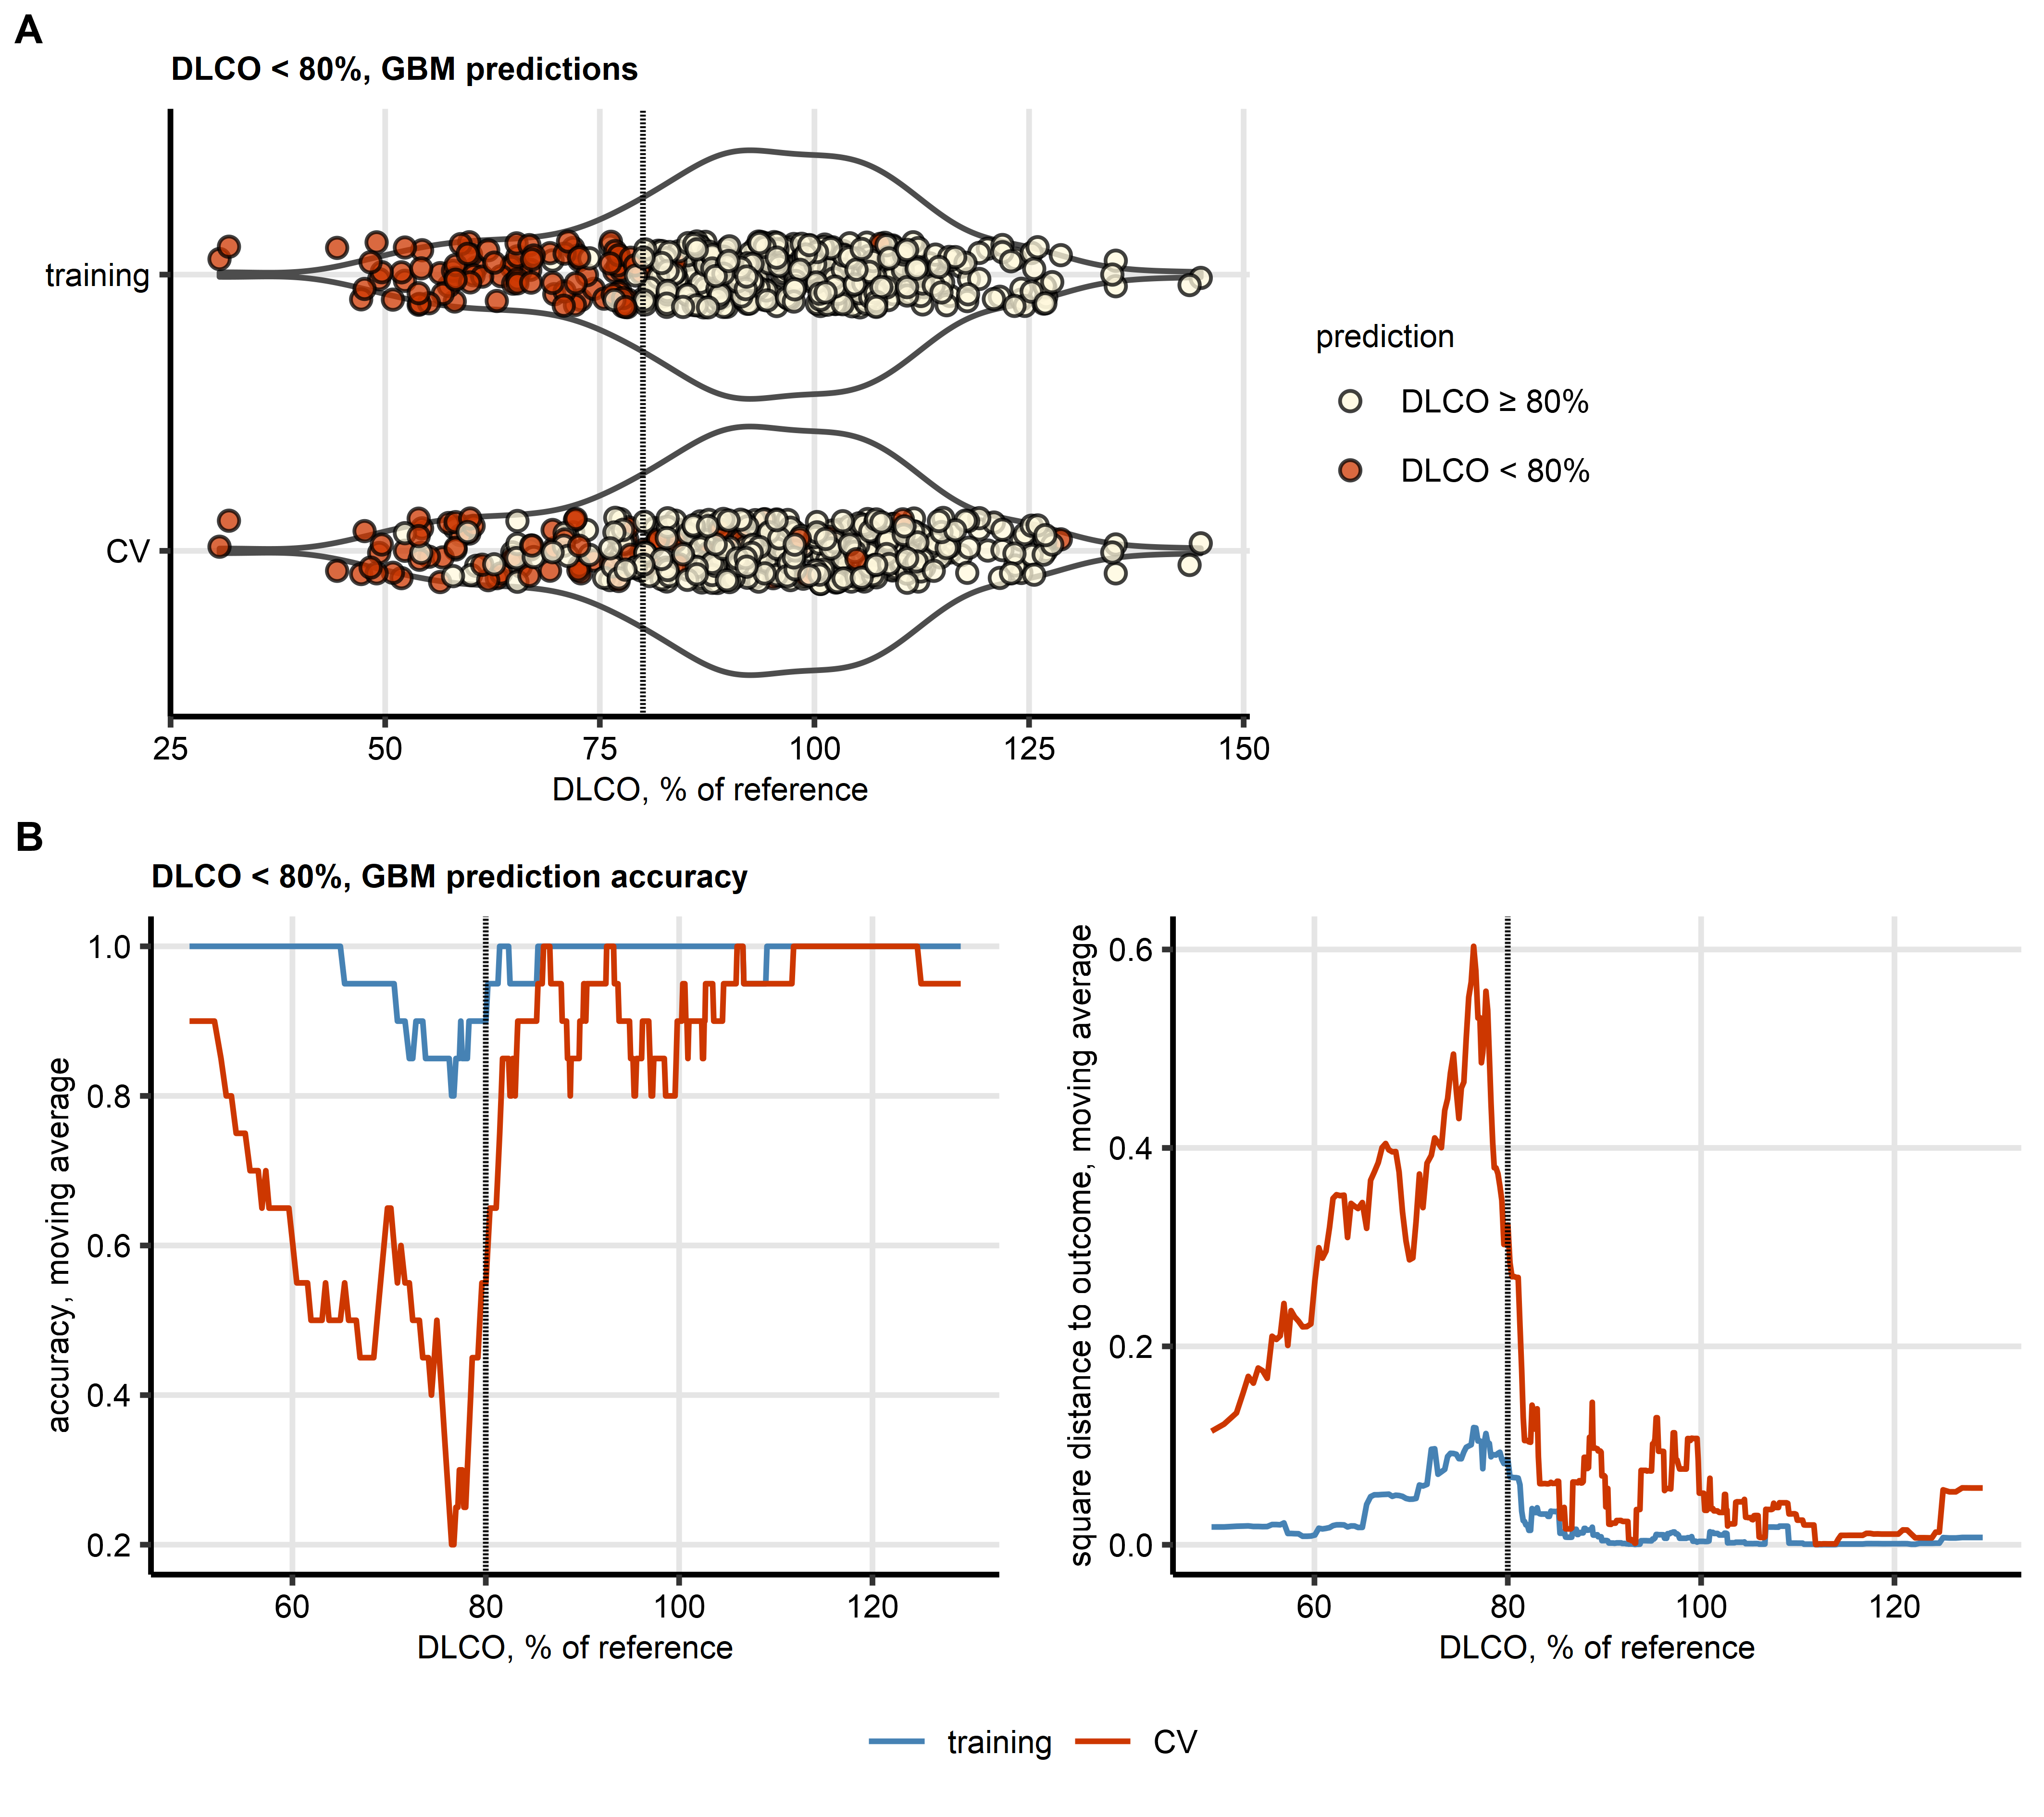 A
DLCO < 80%, GBM predictions
training
CV
25 50 75 100 125 150
DLCO, % of reference
prediction
DLCO ≥ 80%
DLCO < 80%
B
DLCO < 80%, GBM prediction accuracy
accuracy, moving average
1.0
0.8
0.6
0.4
0.2
60 80 100 120
DLCO, % of reference
square distance to outcome, moving average
0.6
0.4
0.2
0.0
60 80 100 120
DLCO, % of reference
training CV